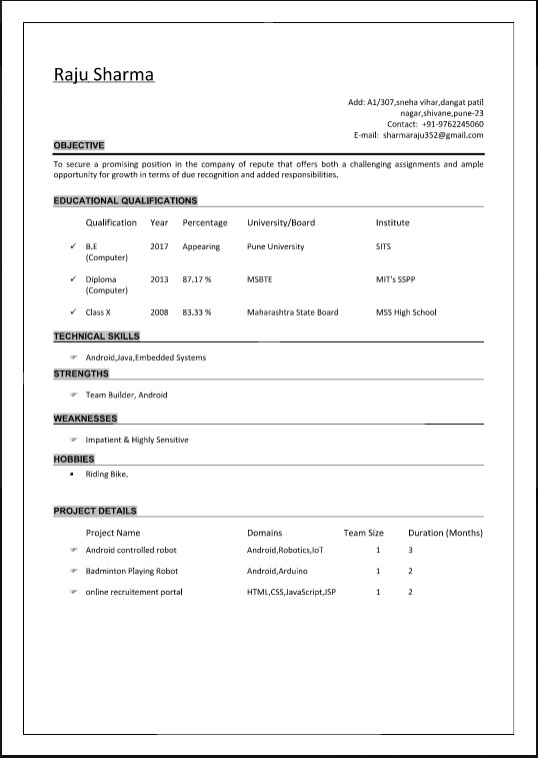 Raju Sharma
Add: A1/307,sneha vihar,dangat patil
nagar,shivane,pune-23
Contact: +91-9762245060
E-mail: sharmaraju352@gmail.com
OBJECTIVE
To secure a promising position in the company of repute that offers both a challenging assignments and ample
opportunity for growth in terms of due recognition and added responsibilities.
EDUCATIONAL QUALIFICATIONS
Qualification Year Percentage University/Board Institute
✓ B.E 2017 Appearing Pune University SITS
(Computer)
✓ Diploma 2013 87.17 % MSBTE MIT's SSPP
(Computer)
✓ Class X 2008 83.33 % Maharashtra State Board MSS High School
TECHNICAL SKILLS
☞ Android,Java,Embedded Systems
STRENGTHS
☞ Team Builder, Android
WEAKNESSES
☞ Impatient & Highly Sensitive
HOBBIES
▪ Riding Bike.
PROJECT DETAILS
Project Name Domains Team Size Duration (Months)
☞ Android controlled robot Android,Robotics,IoT 1 3
☞ Badminton Playing Robot Android,Arduino 1 2
☞ online recruitement portal HTML,CSS,JavaScript,JSP 1 2